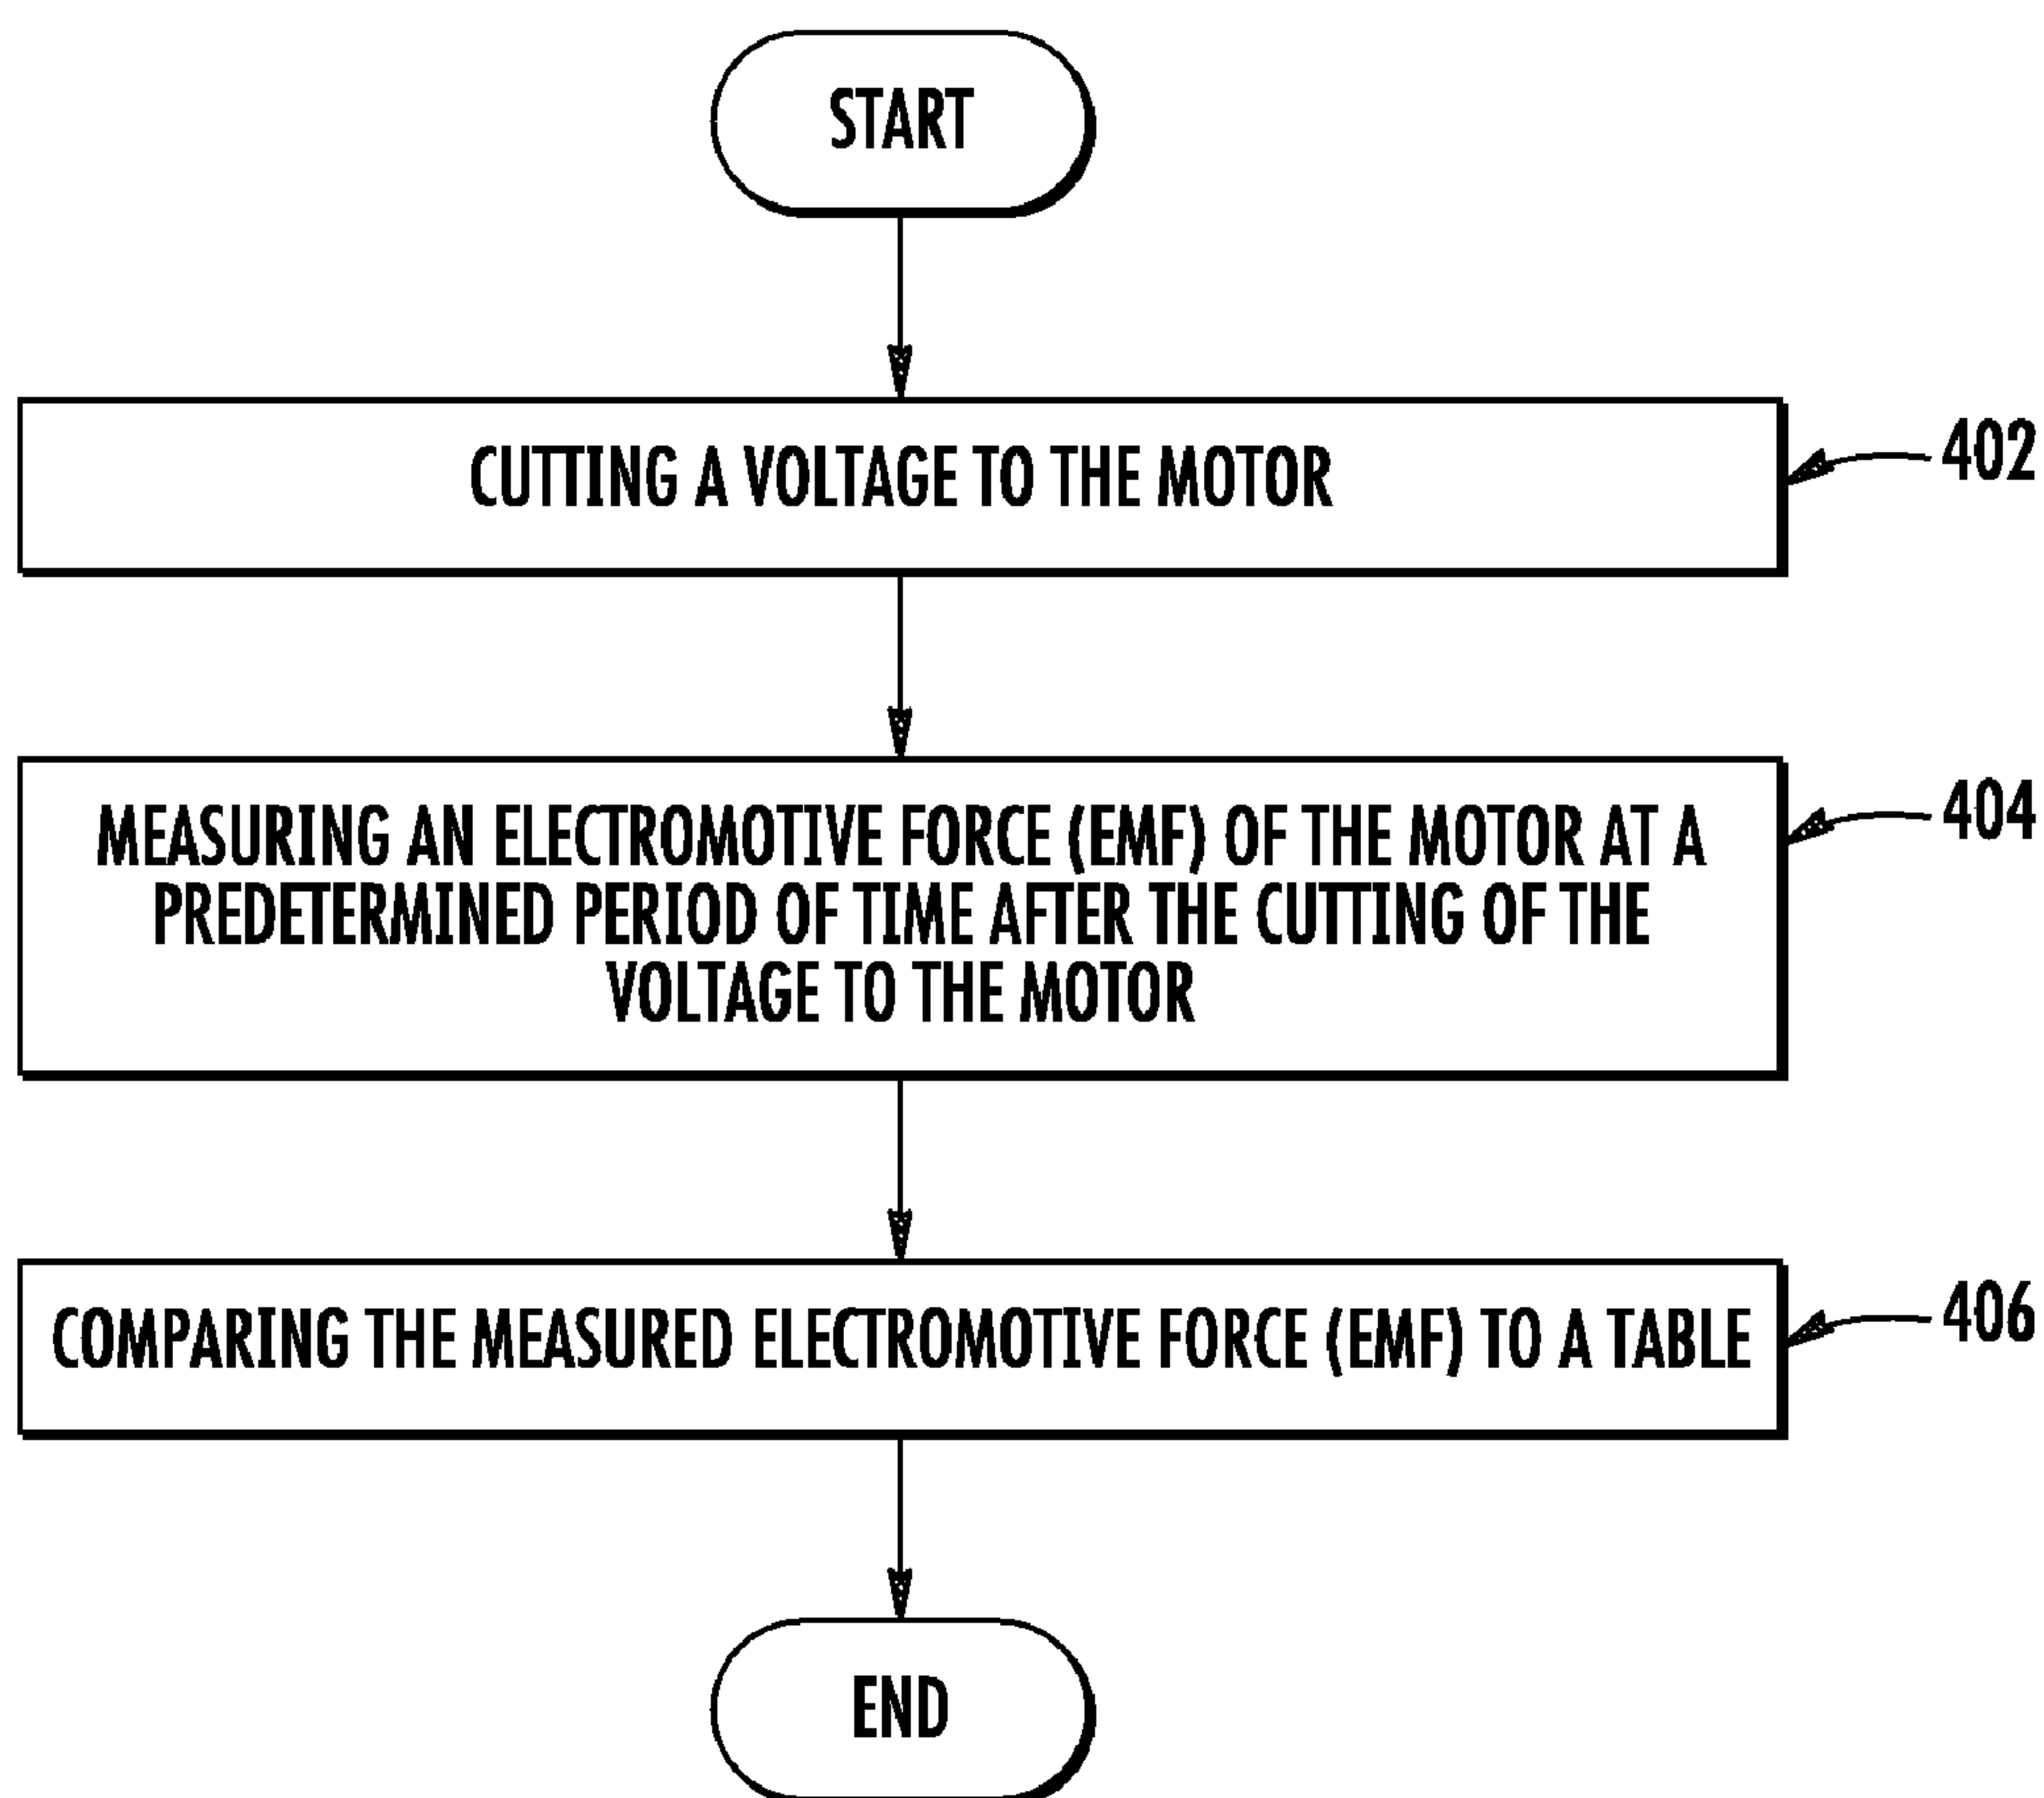 START
CUTTING A VOLTAGE TO THE MOTOR
402
MEASURING AN ELECTROMOTIVE FORCE (EMF) OF THE MOTOR AT A
PREDETERMINED PERIOD OF TIME AFTER THE CUTTING OF THE
VOLTAGE TO THE MOTOR
404
COMPARING THE MEASURED ELECTROMOTIVE FORCE (EMF) TO A TABLE
406
END